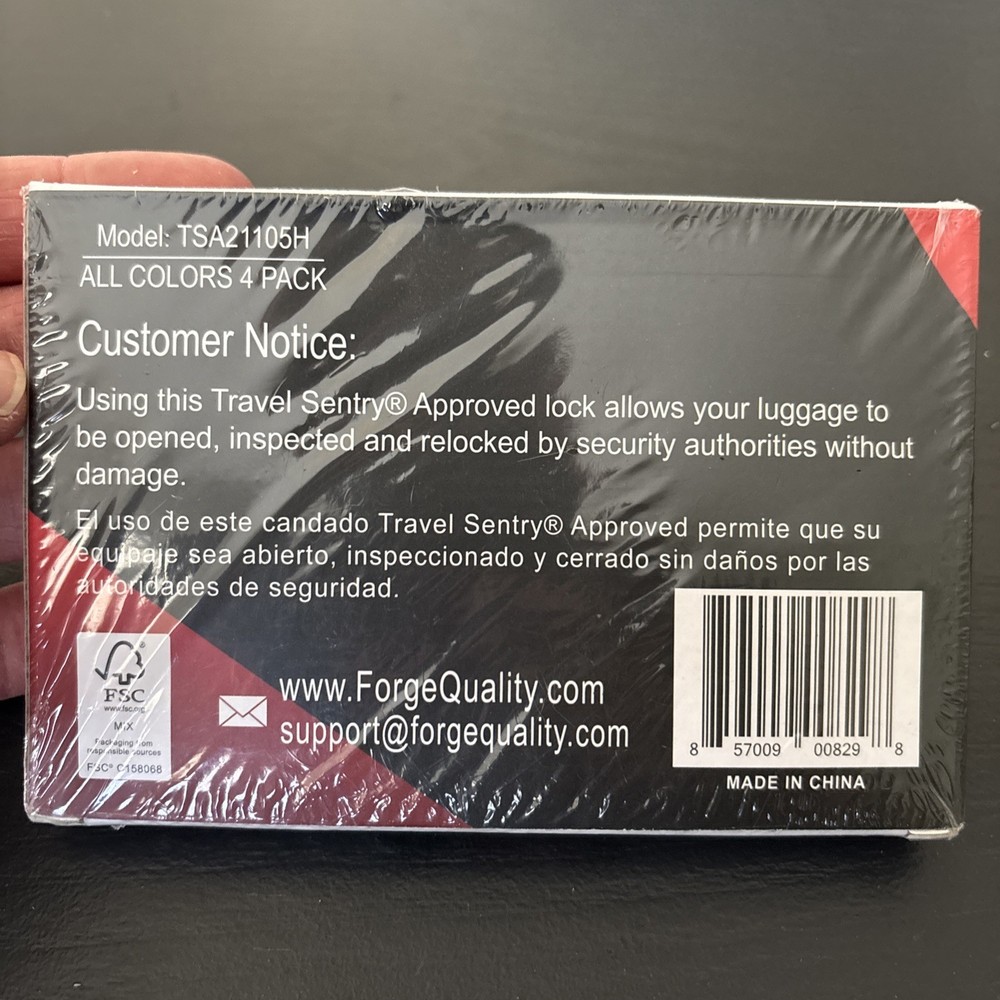 Model: TSA21105H
ALL COLORS 4 PACK
Customer Notice:
Using this Travel Sentry® Approved lock allows your luggage to
be opened, inspected and relocked by security authorities without
damage.
El uso de este candado Travel Sentry® Approved permite que su
equipaje sea abierto, inspeccionado y cerrado sin daños por las
autoridades de seguridad.
FSC
www.fsc.org
MIX
Packaging from
responsible sources
FSC® C158068
www.ForgeQuality.com
support@forgequality.com
8 57009 00829 8
MADE IN CHINA